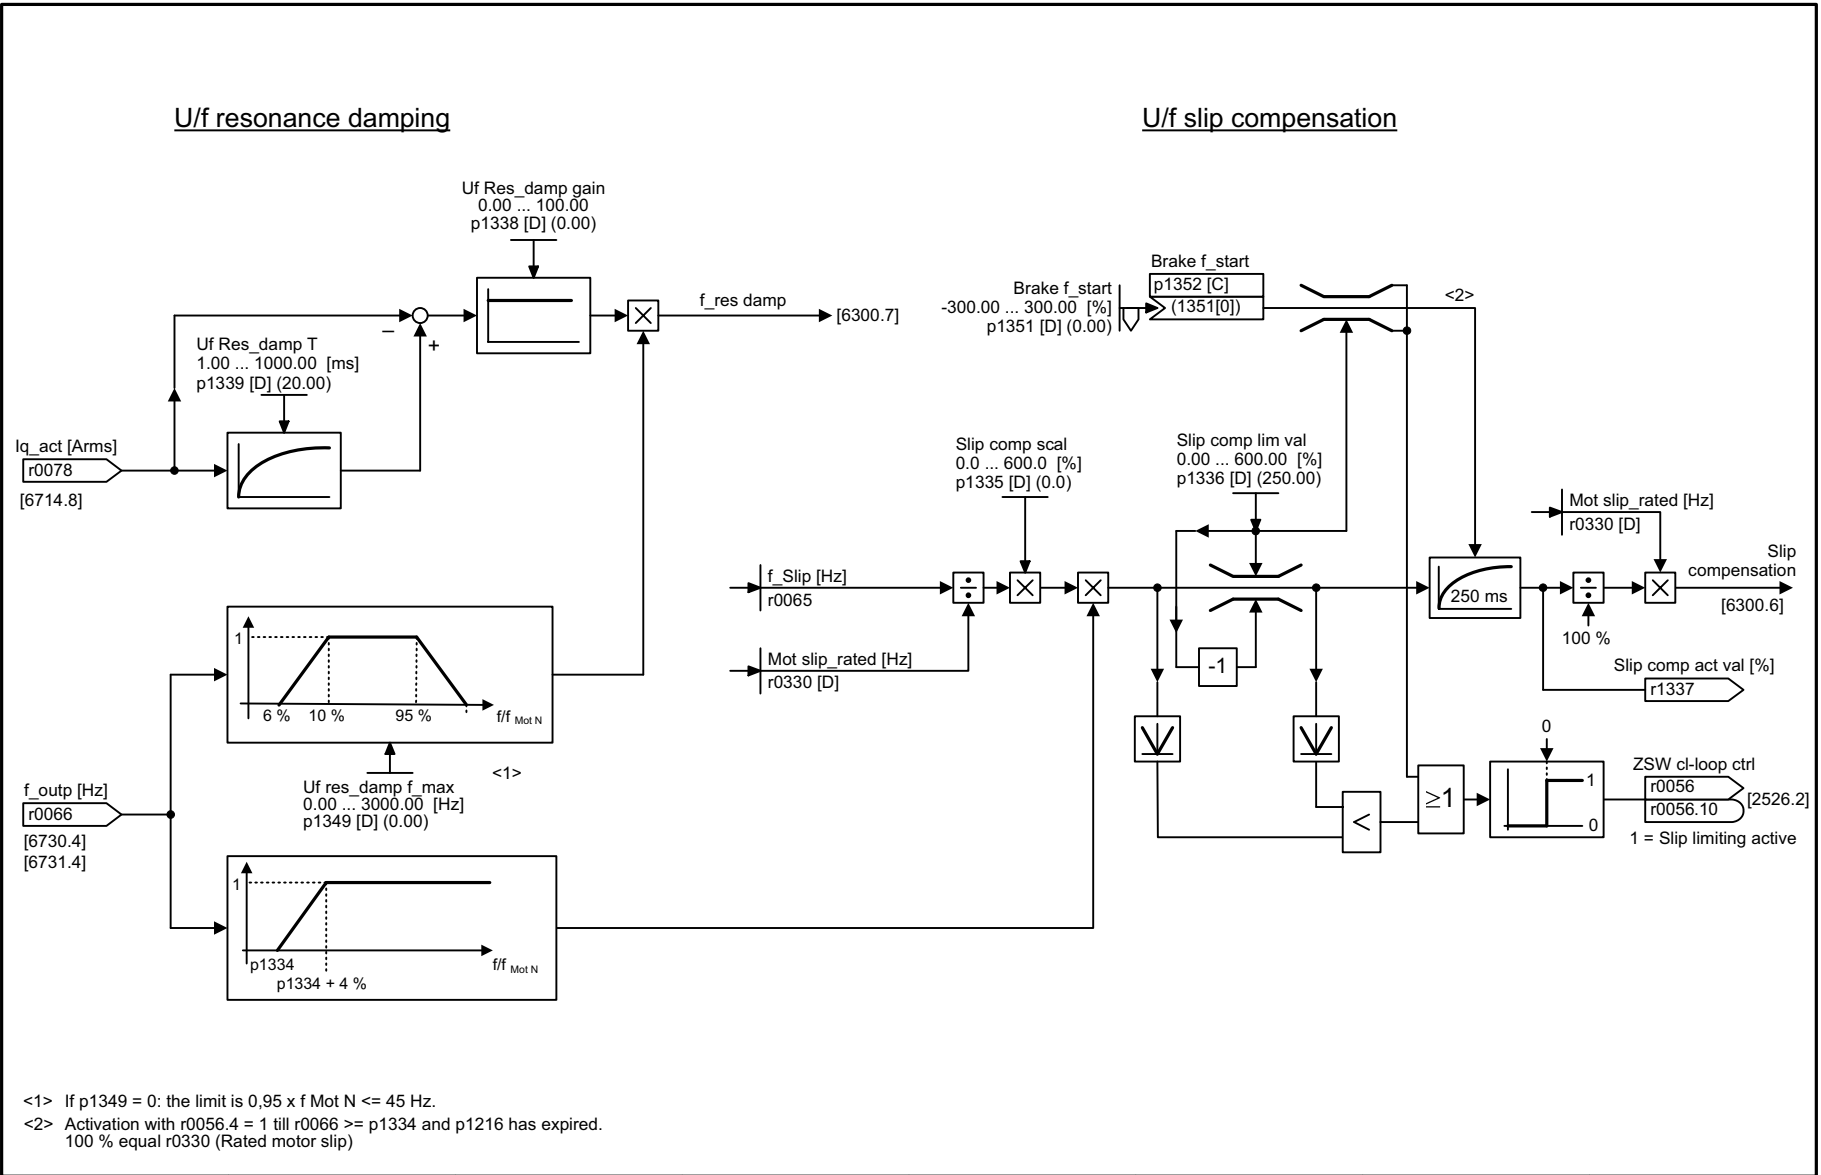 U/f resonance damping
U/f slip compensation
Uf Res_damp gain
0.00 ... 100.00
p1338 [D] (0.00)
f_res damp
[6300.7]
–
+
Uf Res_damp T
1.00 ... 1000.00 [ms]
p1339 [D] (20.00)
Iq_act [Arms]
r0078
[6714.8]
1
6 %
10 %
95 %
f/f Mot N
<1>
Uf res_damp f_max
0.00 ... 3000.00 [Hz]
p1349 [D] (0.00)
f_outp [Hz]
r0066
[6730.4]
[6731.4]
1
p1334
p1334 + 4 %
f/f Mot N
Brake f_start
-300.00 ... 300.00 [%]
p1351 [D] (0.00)
Brake f_start
p1352 [C]
(1351[0])
<2>
Slip comp scal
0.0 ... 600.0 [%]
p1335 [D] (0.0)
Slip comp lim val
0.00 ... 600.00 [%]
p1336 [D] (250.00)
f_Slip [Hz]
r0065
÷
×
×
Mot slip_rated [Hz]
r0330 [D]
-1
250 ms
Mot slip_rated [Hz]
r0330 [D]
÷
×
100 %
Slip
compensation
[6300.6]
Slip comp act val [%]
r1337
<
≥1
0
1
0
ZSW cl-loop ctrl
r0056
r0056.10
[2526.2]
1 = Slip limiting active
<1> If p1349 = 0: the limit is 0,95 x f Mot N <= 45 Hz.
<2> Activation with r0056.4 = 1 till r0066 >= p1334 and p1216 has expired.
100 % equal r0330 (Rated motor slip)